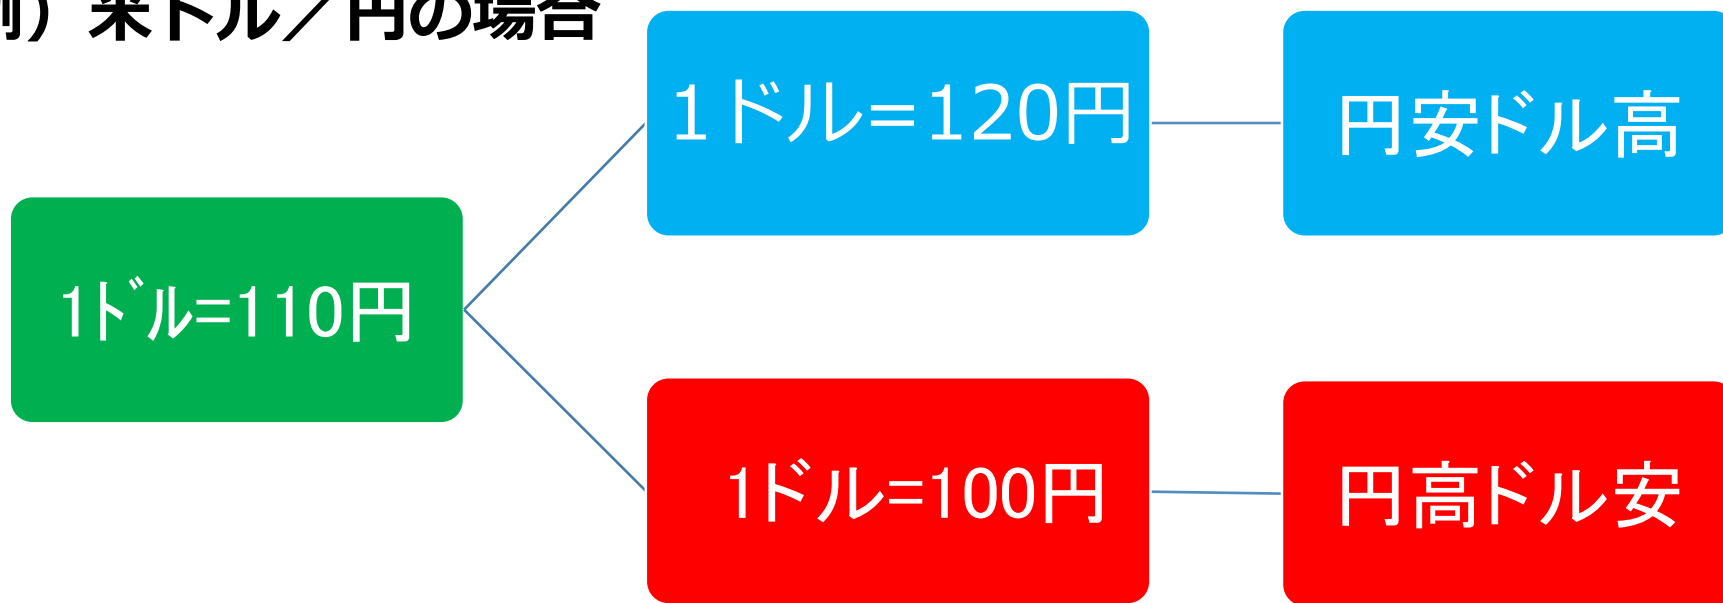 例）米ドル／円の場合
１ドル=120円
円安ドル高
1ﾄﾞﾙ=110円
1ドル=100円
円高ドル安